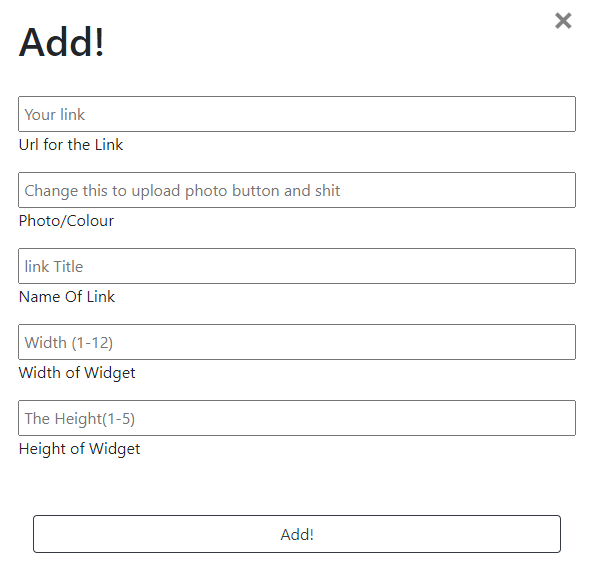 Add!
Your link
Url for the Link
Change this to upload photo button and shit
Photo/Colour
link Title
Name Of Link
Width (1-12)
Width of Widget
The Height(1-5)
Height of Widget
Add!